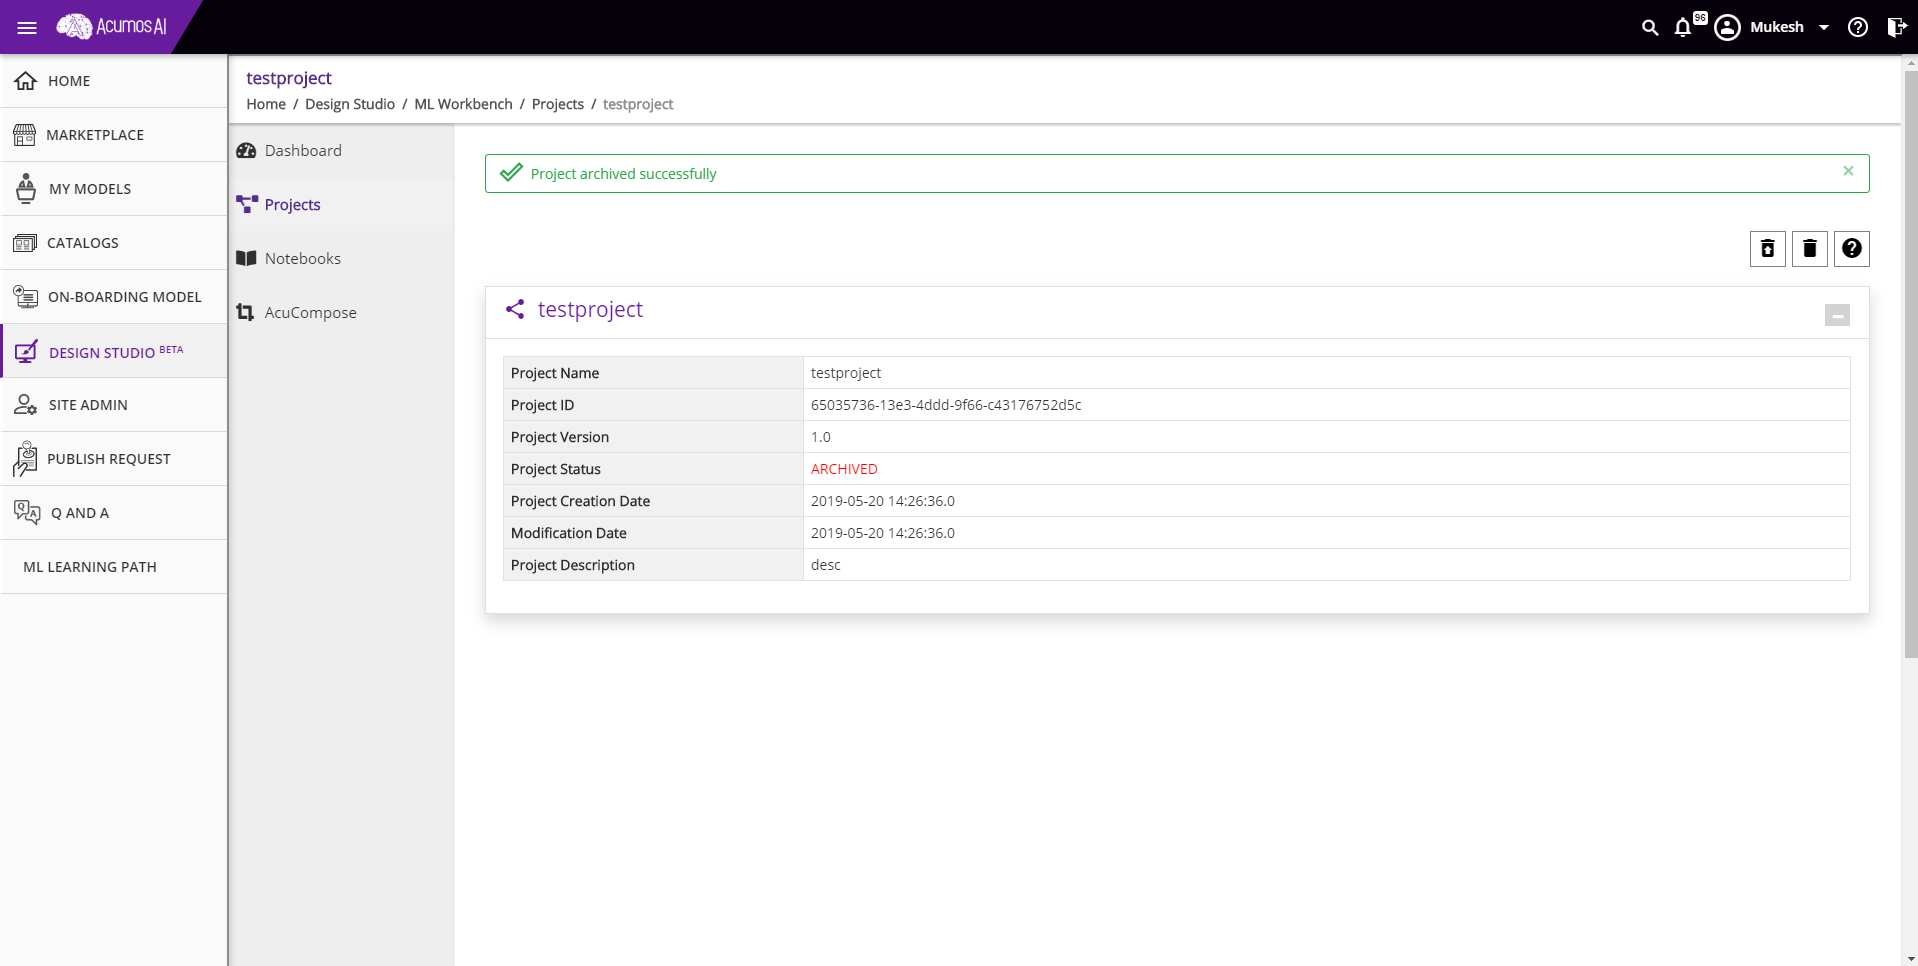 Acumos AI
96
Mukesh
HOME
MARKETPLACE
MY MODELS
CATALOGS
ON-BOARDING MODEL
DESIGN STUDIO BETA
SITE ADMIN
PUBLISH REQUEST
Q AND A
ML LEARNING PATH
testproject
Home / Design Studio / ML Workbench / Projects / testproject
Dashboard
Projects
Notebooks
AcuCompose
Project archived successfully
testproject
Project Name testproject
Project ID 65035736-13e3-4ddd-9f66-c43176752d5c
Project Version 1.0
Project Status ARCHIVED
Project Creation Date 2019-05-20 14:26:36.0
Modification Date 2019-05-20 14:26:36.0
Project Description desc